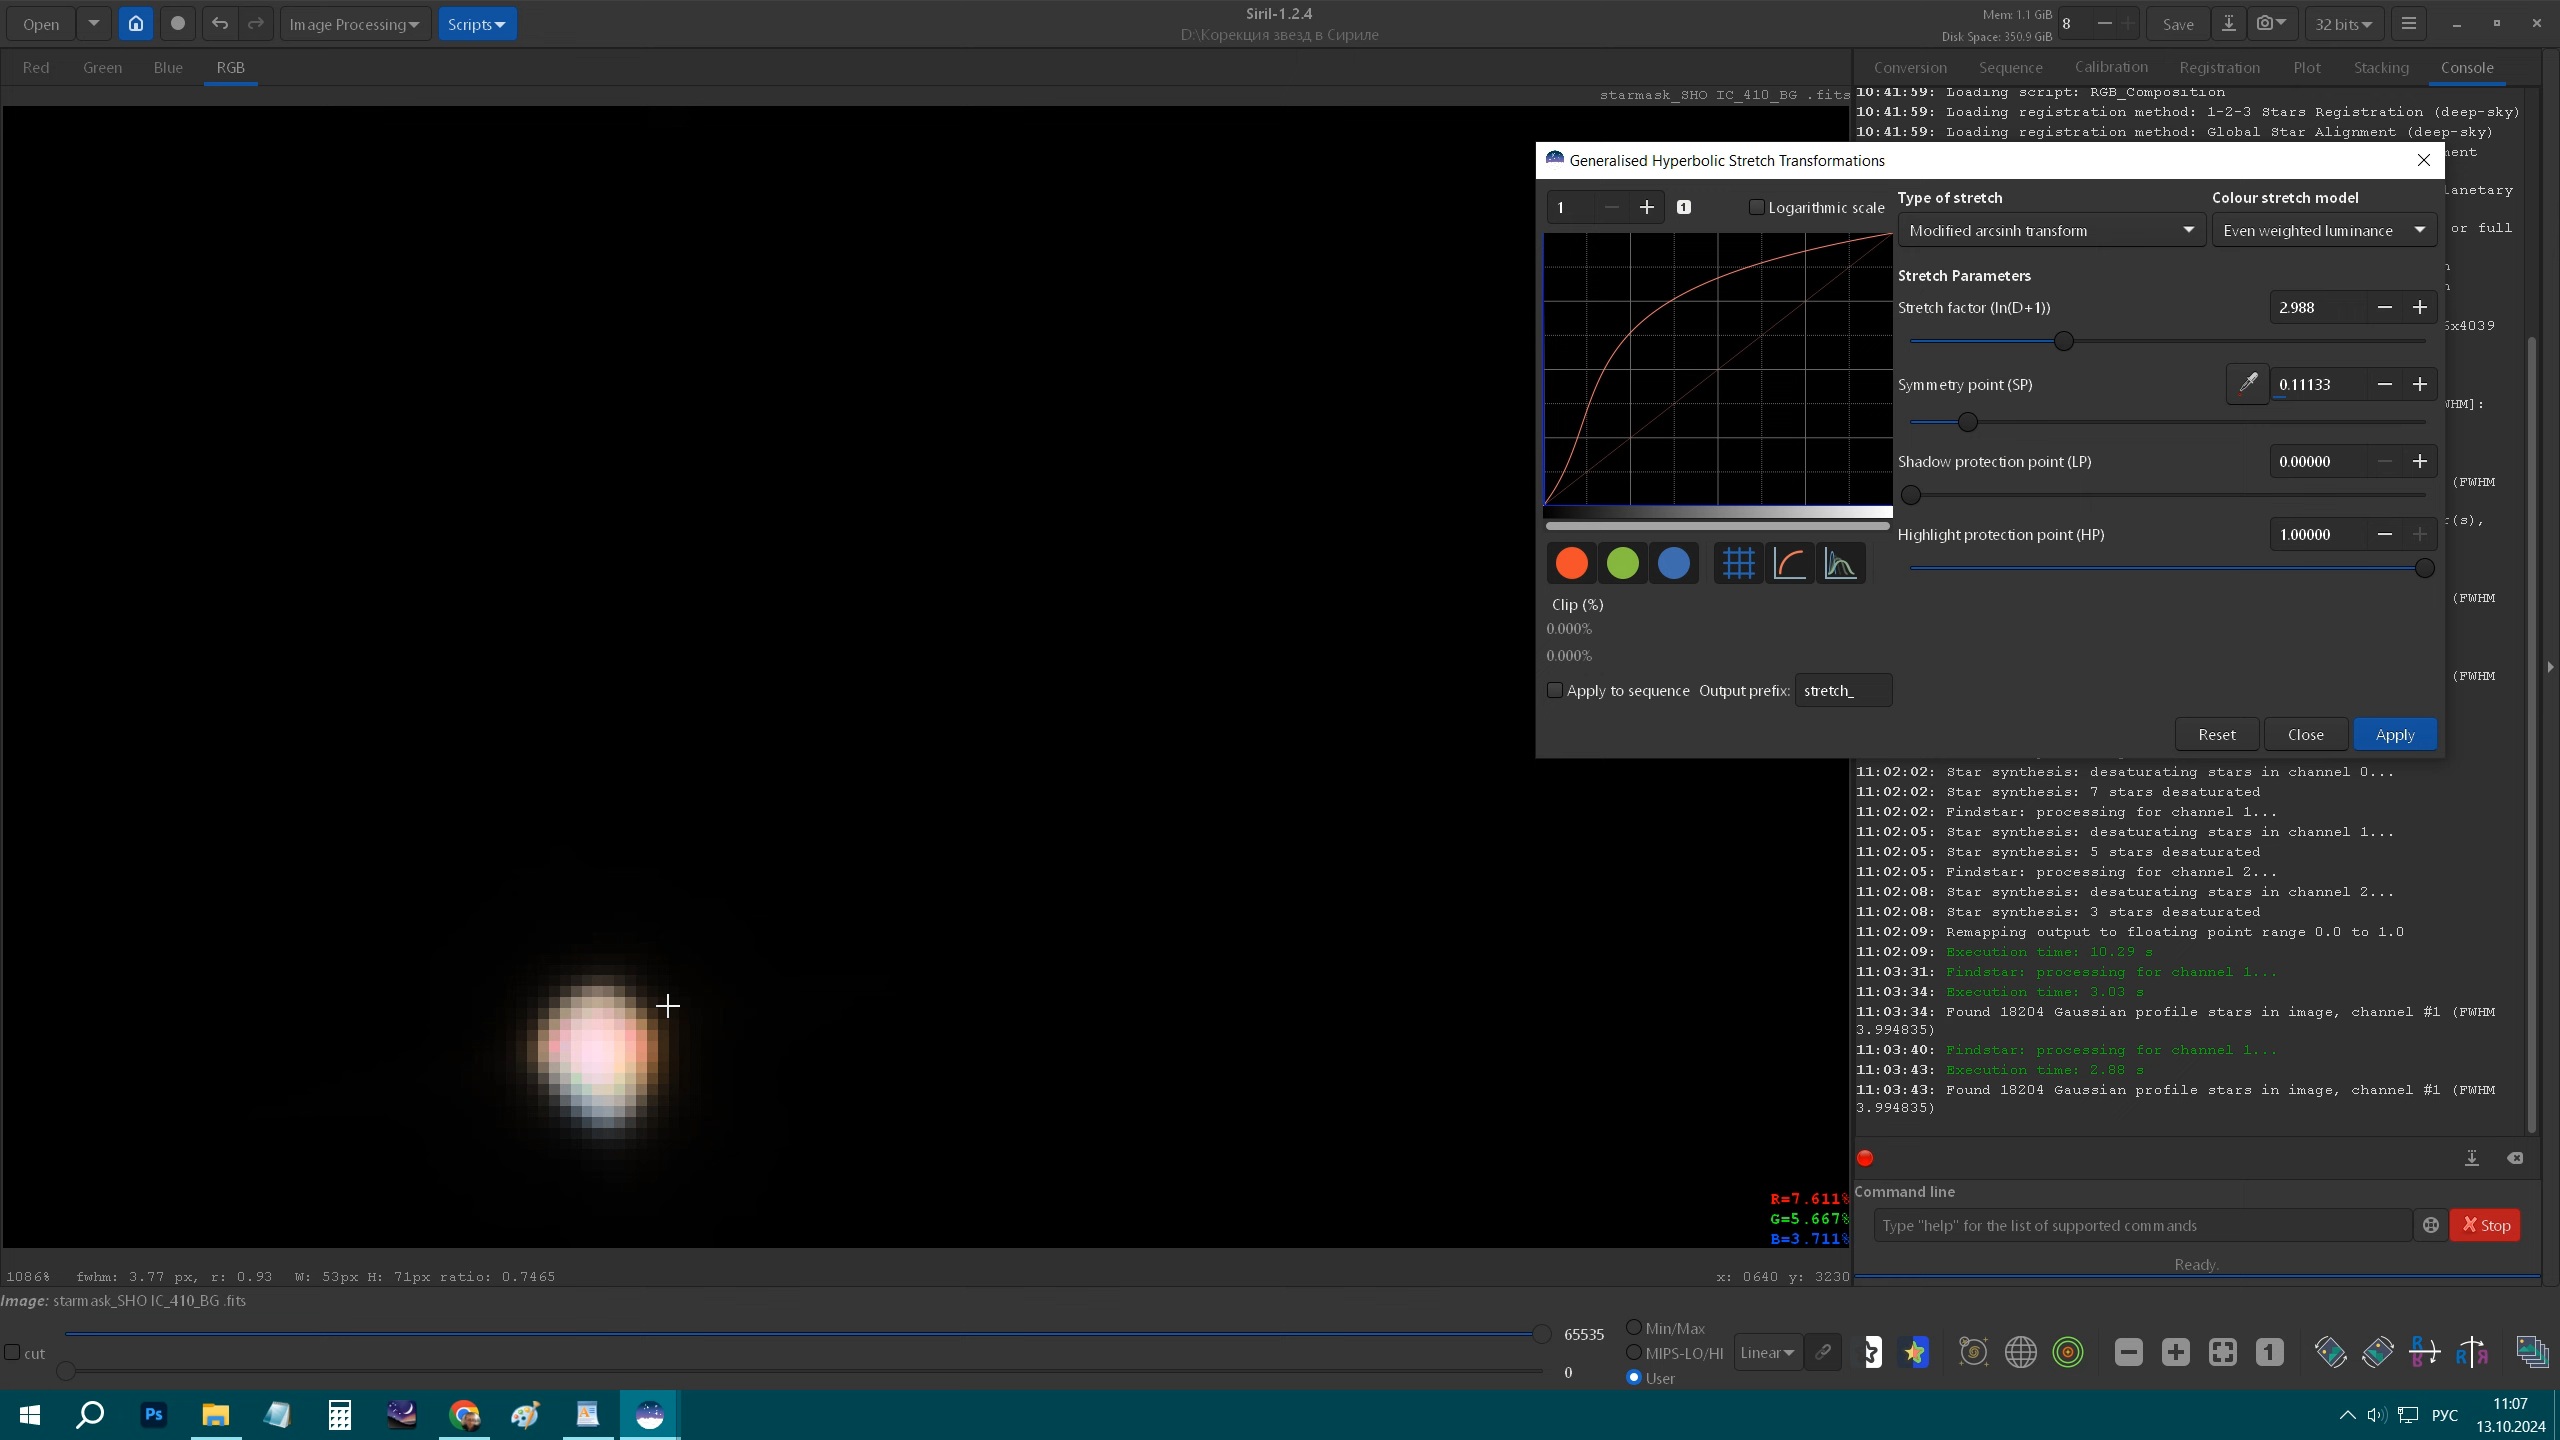 Open
Image Processing
Scripts
Siril-1.2.4
D:\Корекция звезд в Сириле
Mem: 1.1 GiB
Disk Space: 350.9 GiB
8
Save
32 bits
Red
Green
Blue
RGB
starmask_SHO IC_410_BG .fits
Conversion
Sequence
Calibration
Registration
Plot
Stacking
Console
10:41:59: Loading script: RGB_Composition
10:41:59: Loading registration method: 1-2-3 Stars Registration (deep-sky)
10:41:59: Loading registration method: Global Star Alignment (deep-sky)
Generalised Hyperbolic Stretch Transformations
1
1
Logarithmic scale
Type of stretch
Modified arcsinh transform
Colour stretch model
Even weighted luminance
Stretch Parameters
Stretch factor (ln(D+1))
2.988
Symmetry point (SP)
0.11133
Shadow protection point (LP)
0.00000
Highlight protection point (HP)
1.00000
Clip (%)
0.000%
0.000%
Apply to sequence
Output prefix:
stretch_
Reset
Close
Apply
or full
x4039
(FWHM
(s),
(FWHM
(FWHM
11:02:02: Star synthesis: desaturating stars in channel 0...
11:02:02: Star synthesis: 7 stars desaturated
11:02:02: Findstar: processing for channel 1...
11:02:05: Star synthesis: desaturating stars in channel 1...
11:02:05: Star synthesis: 5 stars desaturated
11:02:05: Findstar: processing for channel 2...
11:02:08: Star synthesis: desaturating stars in channel 2...
11:02:08: Star synthesis: 3 stars desaturated
11:02:09: Remapping output to floating point range 0.0 to 1.0
11:02:09: Execution time: 10.29 s
11:03:31: Findstar: processing for channel 1...
11:03:34: Execution time: 3.03 s
11:03:34: Found 18204 Gaussian profile stars in image, channel #1 (FWHM
3.994835)
11:03:40: Findstar: processing for channel 1...
11:03:43: Execution time: 2.88 s
11:03:43: Found 18204 Gaussian profile stars in image, channel #1 (FWHM
3.994835)
R=7.611%
G=5.667%
B=3.711%
Command line
Type "help" for the list of supported commands
Stop
Ready.
1086% fwhm: 3.77 px, r: 0.93 W: 53px H: 71px ratio: 0.7465
x: 0640 y: 3230
Image: starmask_SHO IC_410_BG .fits
cut
65535
0
Min/Max
MIPS-LO/HI
User
Linear
1
Ps
РУС
11:07
13.10.2024